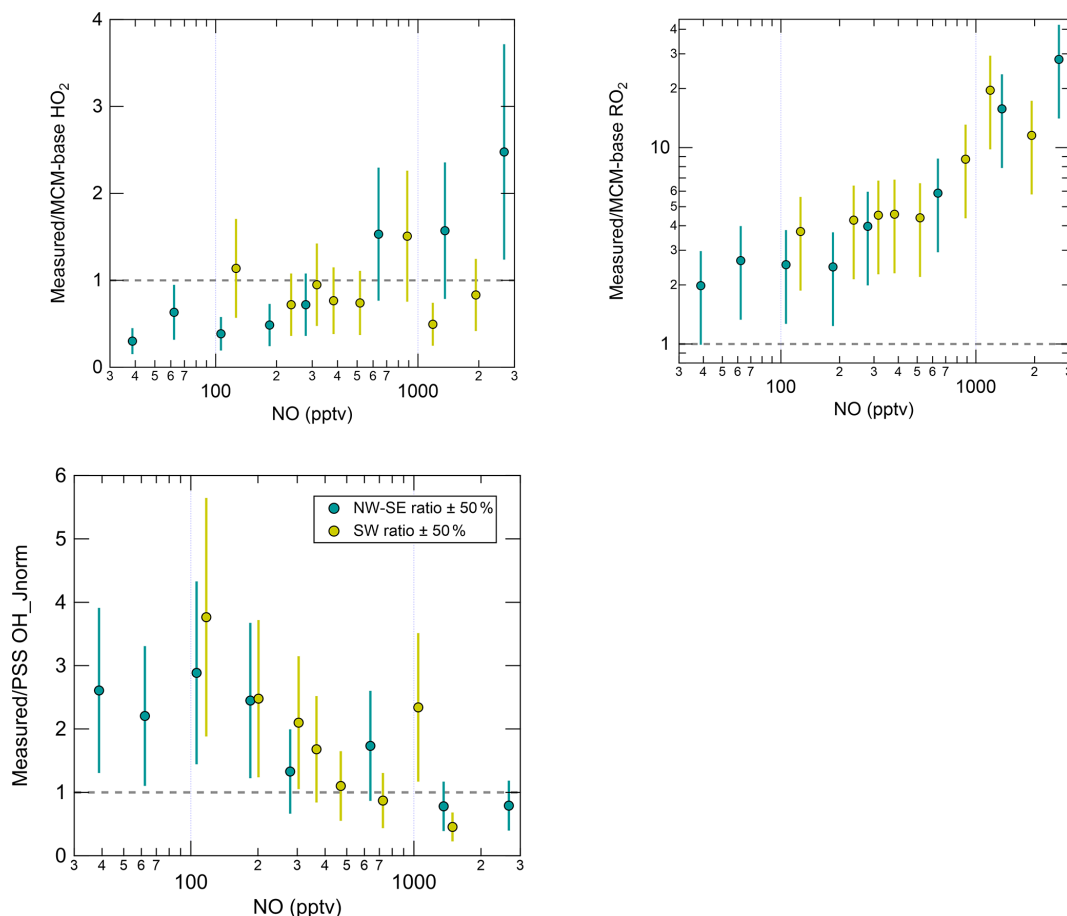 Measured/MCM-base HO2
4
3
2
1
0
3 4 5 6 7 100 2 3 4 5 6 7 1000 2 3
NO (pptv)
Measured/MCM-base RO2
4
3
2
10
6
5
4
3
2
1
3 4 5 6 7 100 2 3 4 5 6 7 1000 2 3
NO (pptv)
Measured/PSS OH_Jnorm
6
5
4
3
2
1
0
NW-SE ratio ± 50 %
SW ratio ± 50 %
3 4 5 6 7 100 2 3 4 5 6 7 1000 2 3
NO (pptv)